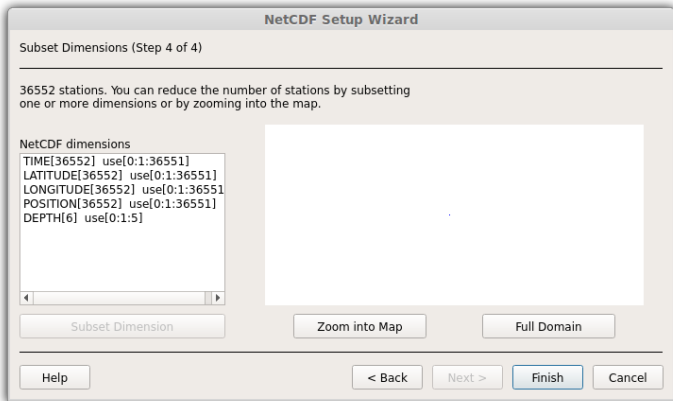 NetCDF Setup Wizard
Subset Dimensions (Step 4 of 4)
36552 stations. You can reduce the number of stations by subsetting
one or more dimensions or by zooming into the map.
NetCDF dimensions
TIME[36552] use[0:1:36551]
LATITUDE[36552] use[0:1:36551]
LONGITUDE[36552] use[0:1:36551
POSITION[36552] use[0:1:36551]
DEPTH[6] use[0:1:5]
Subset Dimension
Zoom into Map
Full Domain
Help
< Back
Next >
Finish
Cancel